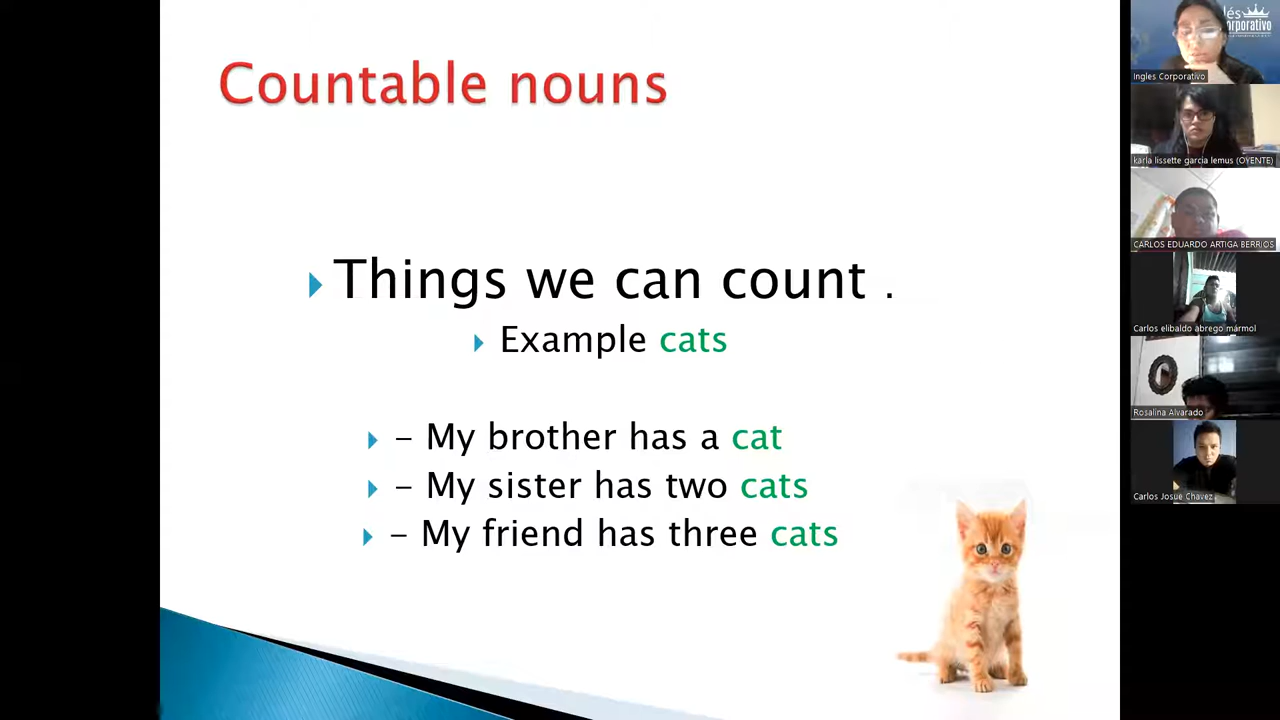 Countable nouns
Things we can count .
Example cats
– My brother has a cat
– My sister has two cats
– My friend has three cats
Ingles Corporativo
karla lissette garcia lemus (OYENTE)
CARLOS EDUARDO ARTIGA BERRIOS
Carlos elibaldo abrego mármol
Rosalina Alvarado
Carlos Josue Chavez